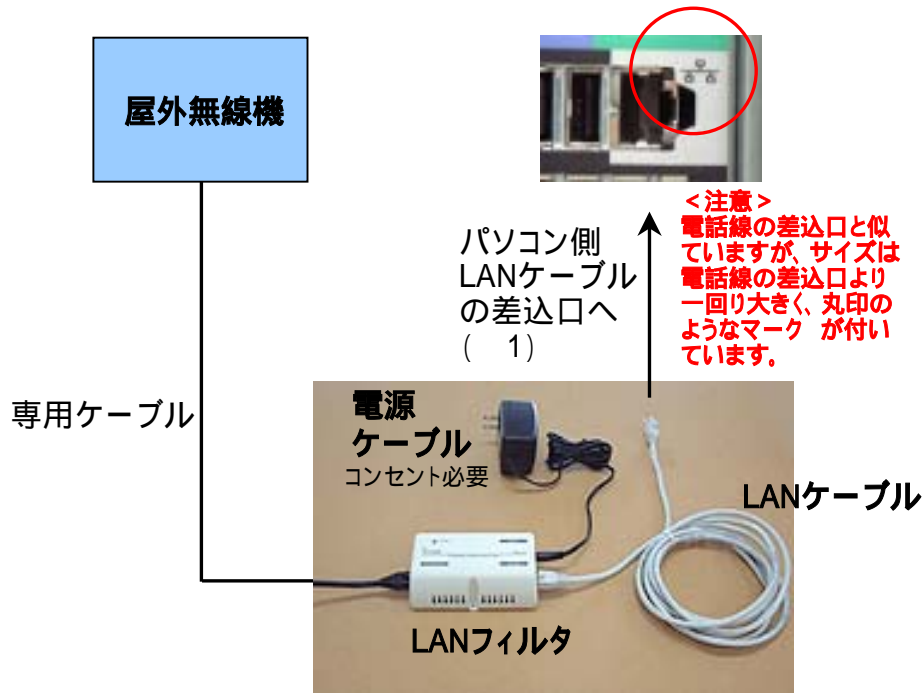 屋外無線機
<注意>
電話線の差込口と似
ていますが、サイズは
電話線の差込口より
一回り大きく、丸印の
ようなマーク が付い
ています。
パソコン側
LANケーブル
の差込口へ
( 1)
専用ケーブル
電源
ケーブル
コンセント必要
LANケーブル
LANフィルタ